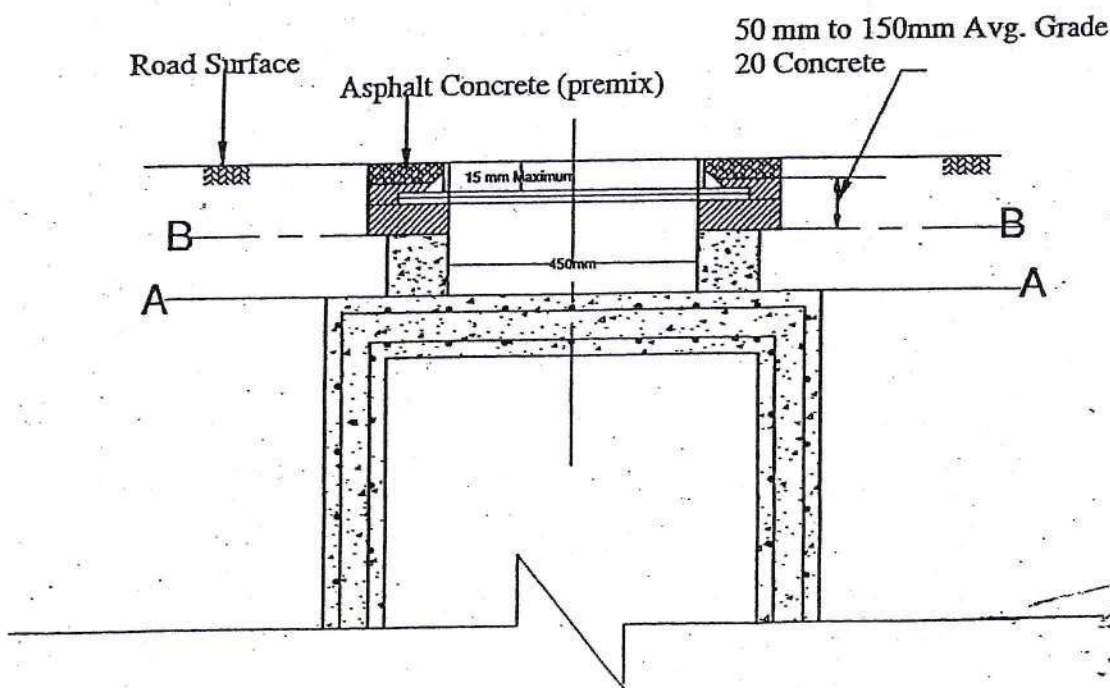 50 mm to 150mm Avg. Grade
20 Concrete
Road Surface
Asphalt Concrete (premix)
15 mm Maximum
B
B
450mm
A
A